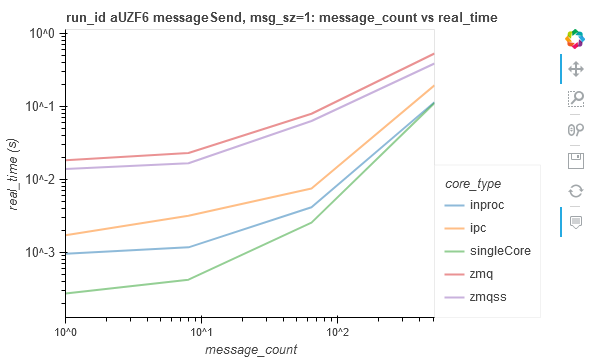 run_id aUZF6 messageSend, msg_sz=1: message_count vs real_time
10^0
10^-1
10^-2
10^-3
real_time (s)
10^0
10^1
10^2
message_count
core_type
inproc
ipc
singleCore
zmq
zmqss